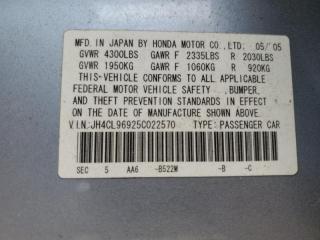 MFD. IN JAPAN BY HONDA MOTOR CO., LTD. 05/05
GVWR 4300LBS GAWR F 2335LBS R 2030LBS
GVWR 1950KG GAWR F 1060KG R 920KG
THIS VEHICLE CONFORMS TO ALL APPLICABLE
FEDERAL MOTOR VEHICLE SAFETY, BUMPER,
AND THEFT PREVENTION STANDARDS IN EFFECT
ON THE DATE OF MANUFACTURE SHOWN ABOVE.
V.I.N.: JH4CL96925C022570 TYPE: PASSENGER CAR
SEC 5 AA6 -B522M -B -C